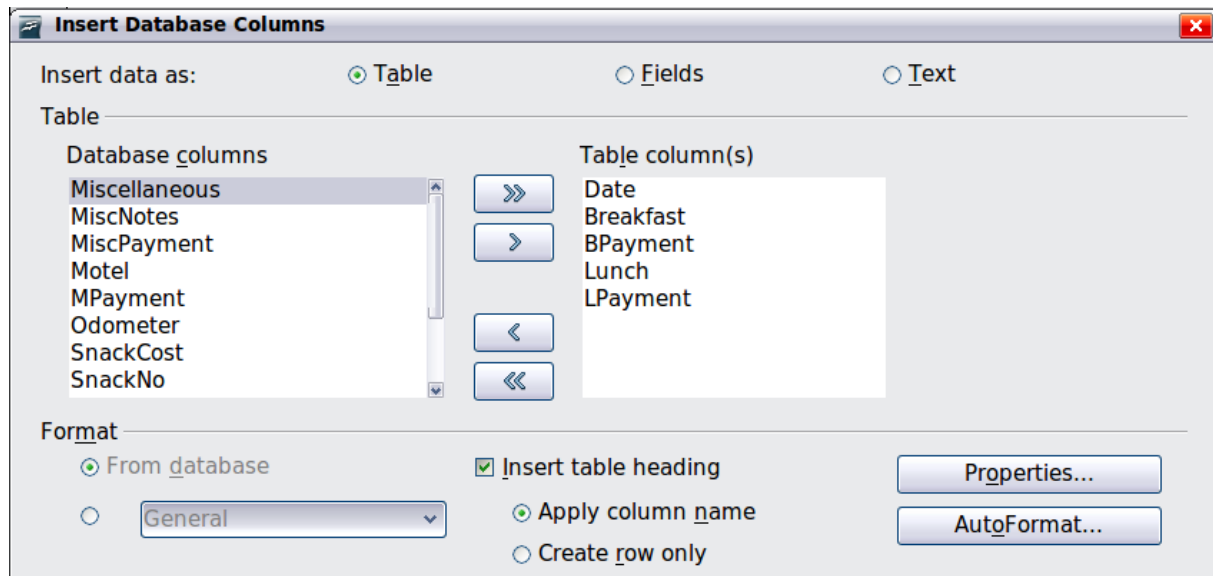 Insert Database Columns
Insert data as: Table Fields Text
Table
Database columns Table column(s)
Miscellaneous Date
MiscNotes Breakfast
MiscPayment BPayment
Motel Lunch
MPayment LPayment
Odometer
SnackCost
SnackNo
Format
From database Insert table heading Properties...
General Apply column name AutoFormat...
Create row only